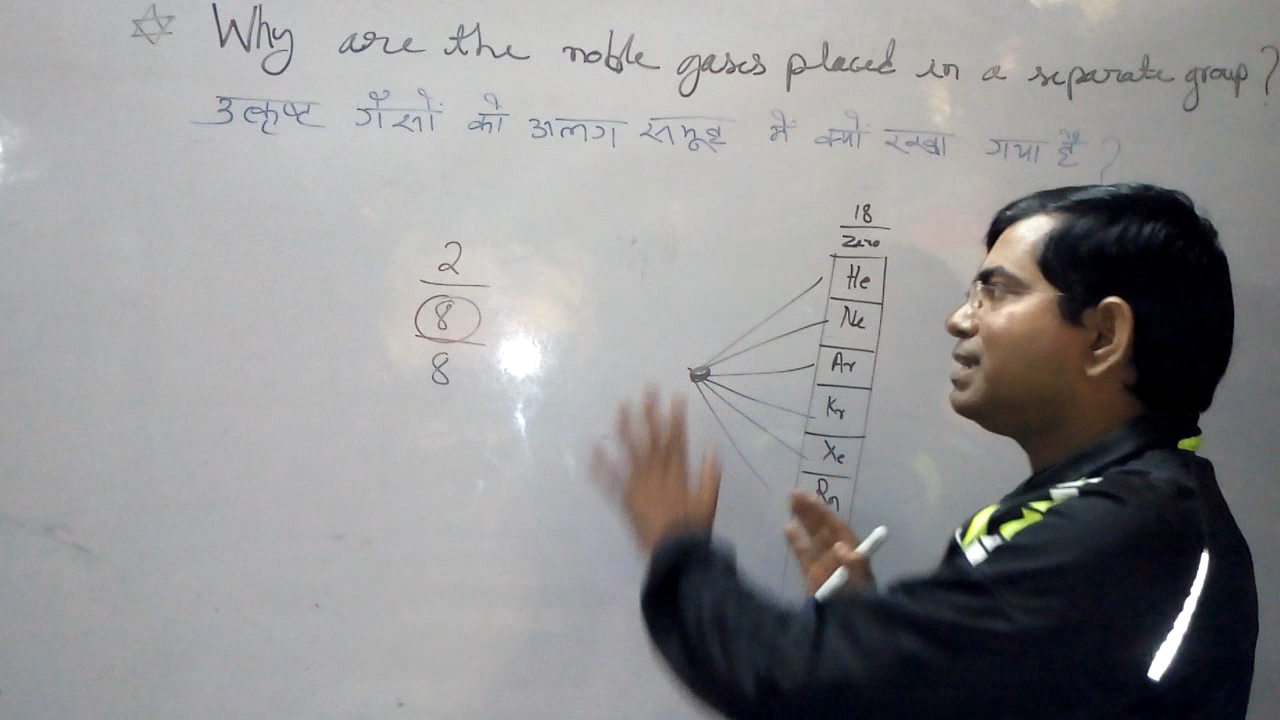 Why are the noble gases placed in a separate group?
उत्कृष्ट गैसों को अलग समूह में क्यों रखा गया है?
18
Zero
He
Ne
Ar
Kr
Xe
Rn
2
8
8